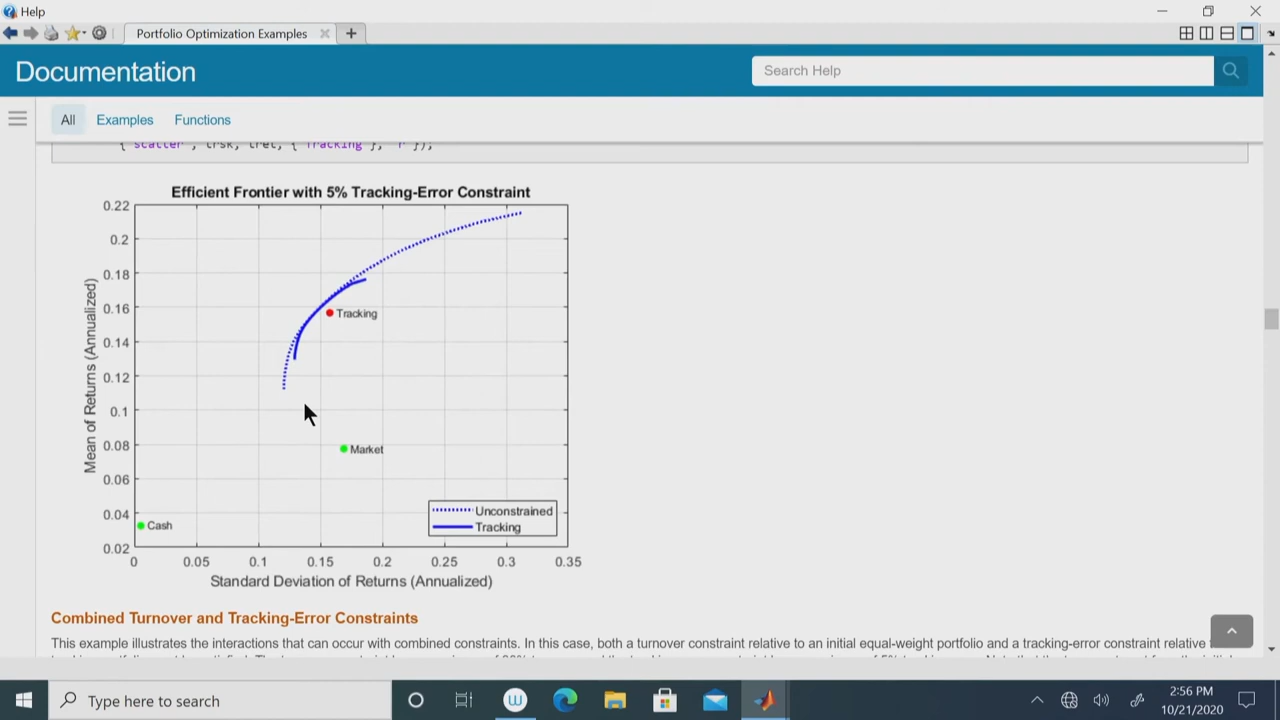 Help
Portfolio Optimization Examples
Documentation
Search Help
All Examples Functions
{'scatter', trsk, tret, {'Tracking'}, 'r'});
Efficient Frontier with 5% Tracking-Error Constraint
Mean of Returns (Annualized)
0.22
0.2
0.18
0.16
0.14
0.12
0.1
0.08
0.06
0.04
0.02
Tracking
Market
Cash
Unconstrained
Tracking
0 0.05 0.1 0.15 0.2 0.25 0.3 0.35
Standard Deviation of Returns (Annualized)
Combined Turnover and Tracking-Error Constraints
This example illustrates the interactions that can occur with combined constraints. In this case, both a turnover constraint relative to an initial equal-weight portfolio and a tracking-error constraint relative
Type here to search
2:56 PM
10/21/2020